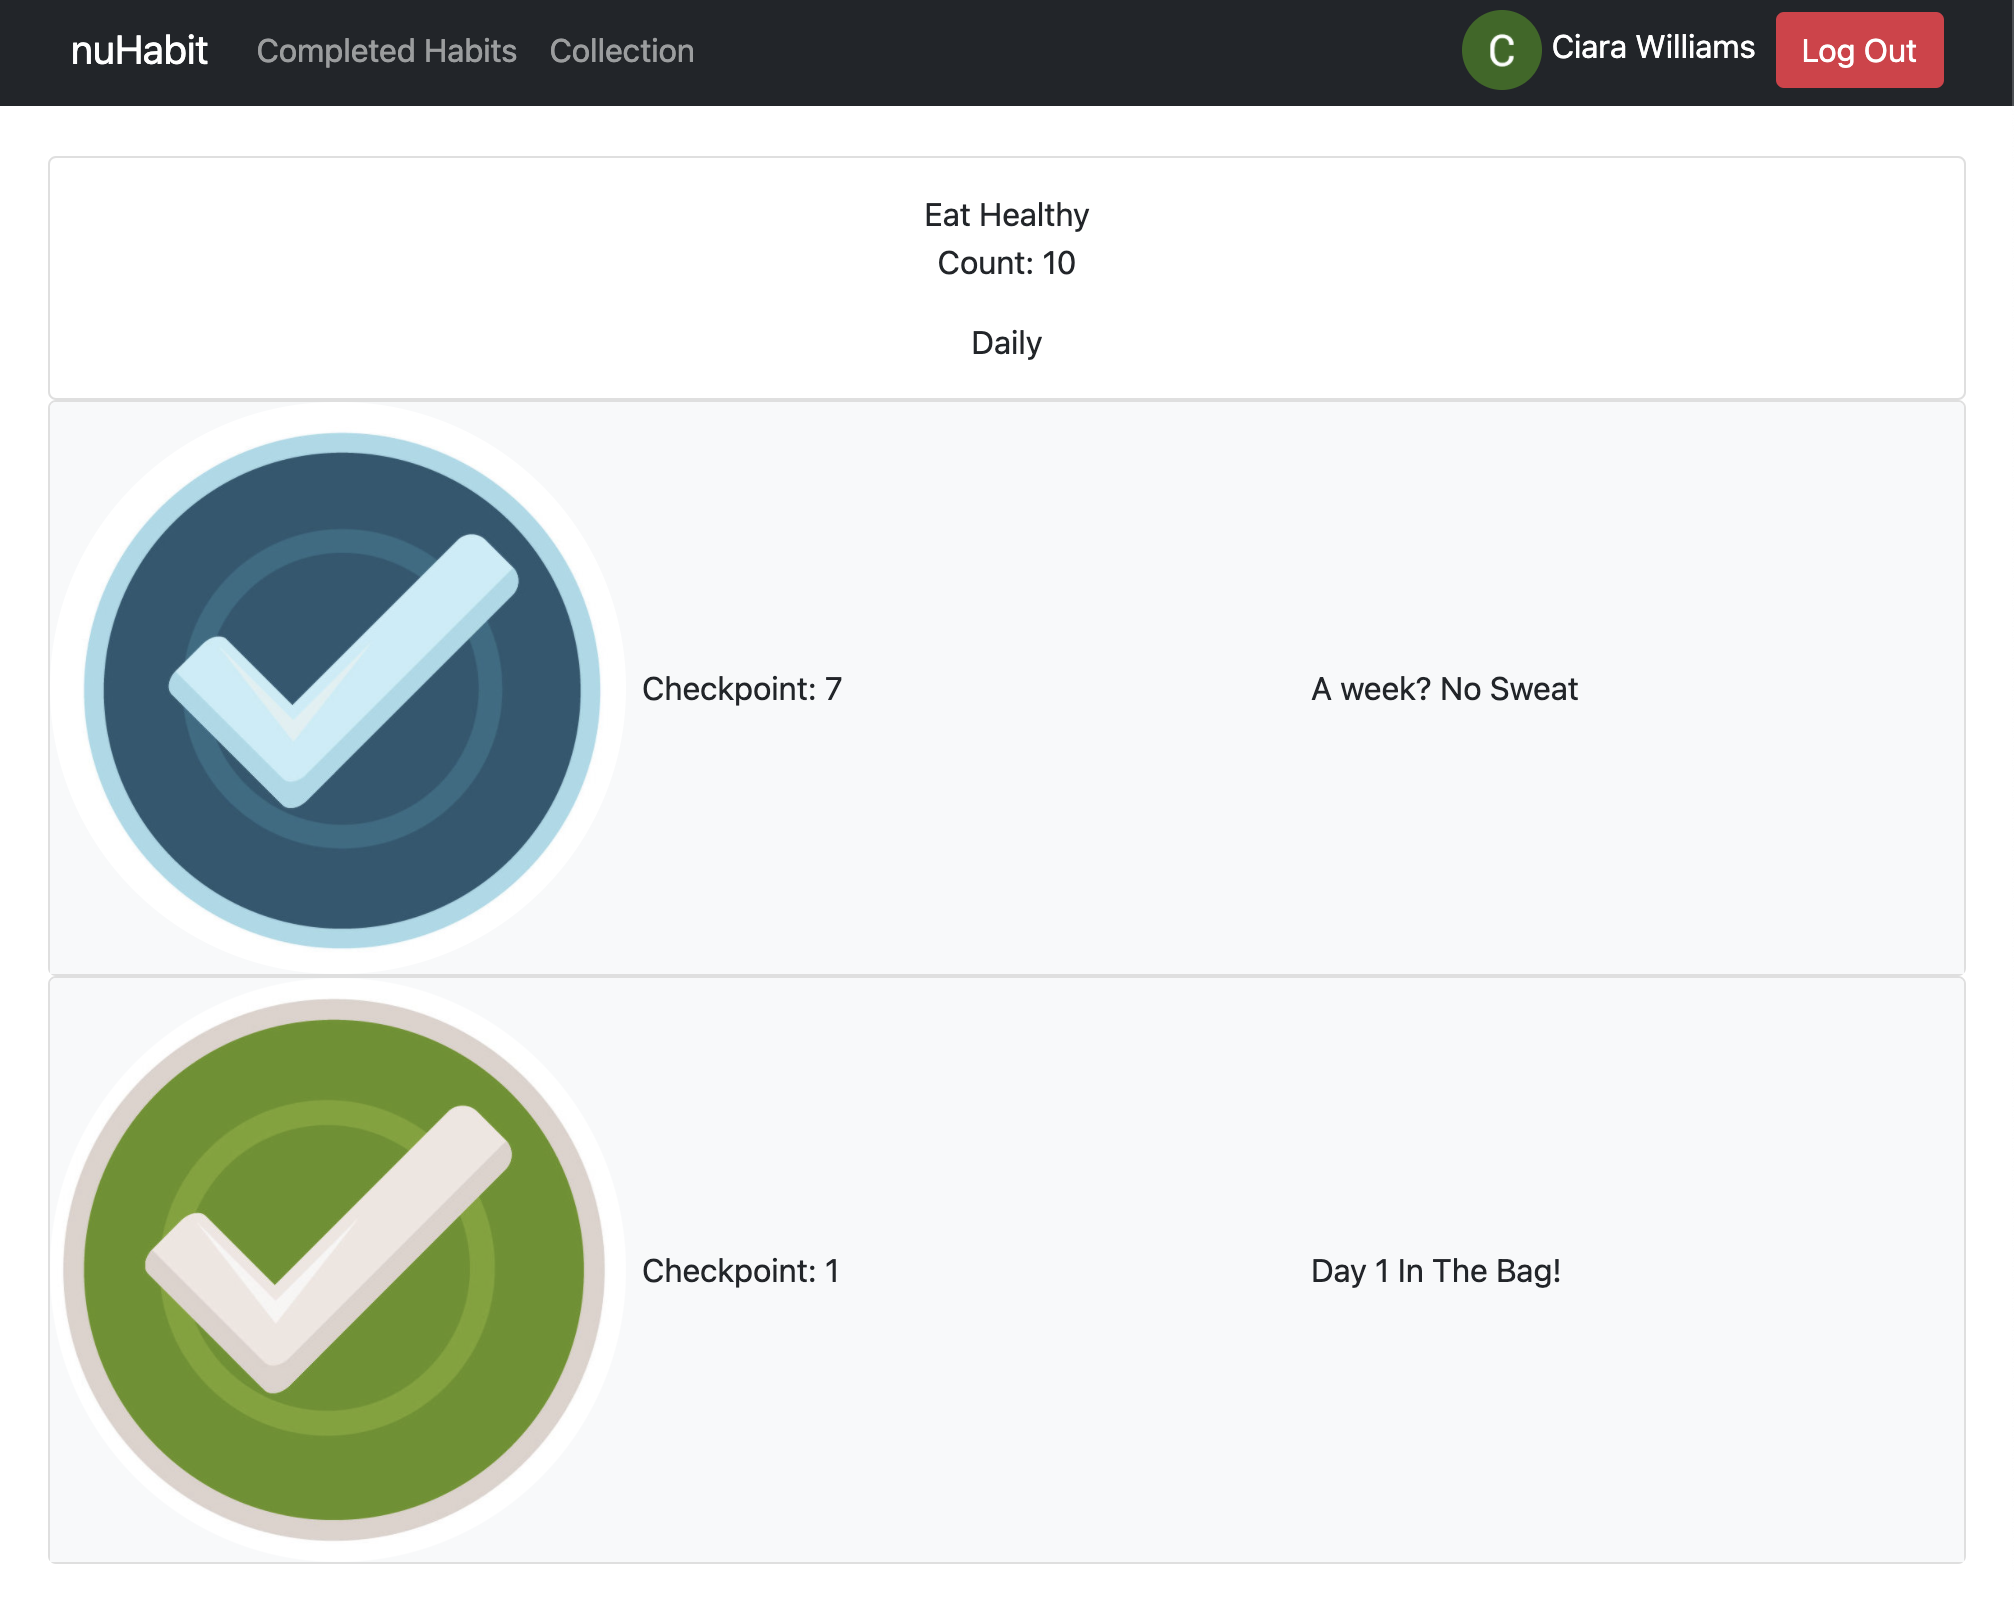 nuHabit Completed Habits Collection C Ciara Williams Log Out
Eat Healthy
Count: 10
Daily
Checkpoint: 7 A week? No Sweat
Checkpoint: 1 Day 1 In The Bag!